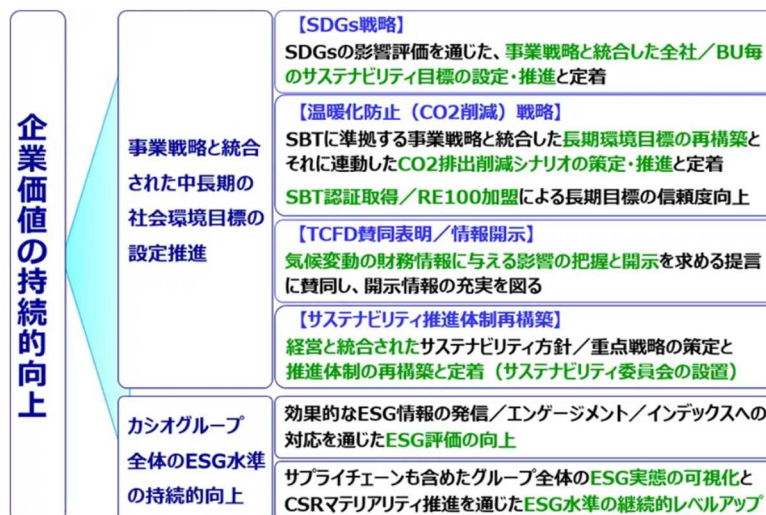 企業価値の持続的向上
事業戦略と統合
された中長期の
社会環境目標の
設定推進
【SDGs戦略】
SDGsの影響評価を通じた、事業戦略と統合した全社／BU毎
のサステナビリティ目標の設定・推進と定着
【温暖化防止（CO2削減）戦略】
SBTに準拠する事業戦略と統合した長期環境目標の再構築と
それに連動したCO2排出削減シナリオの策定・推進と定着
SBT認証取得／RE100加盟による長期目標の信頼度向上
【TCFD賛同表明／情報開示】
気候変動の財務情報に与える影響の把握と開示を求める提言
に賛同し、開示情報の充実を図る
【サステナビリティ推進体制再構築】
経営と統合されたサステナビリティ方針／重点戦略の策定と
推進体制の再構築と定着（サステナビリティ委員会の設置）
カシオグループ
全体のESG水準
の持続的向上
効果的なESG情報の発信／エンゲージメント／インデックスへの
対応を通じたESG評価の向上
サプライチェーンも含めたグループ全体のESG実態の可視化と
CSRマテリアリティ推進を通じたESG水準の継続的レベルアップ